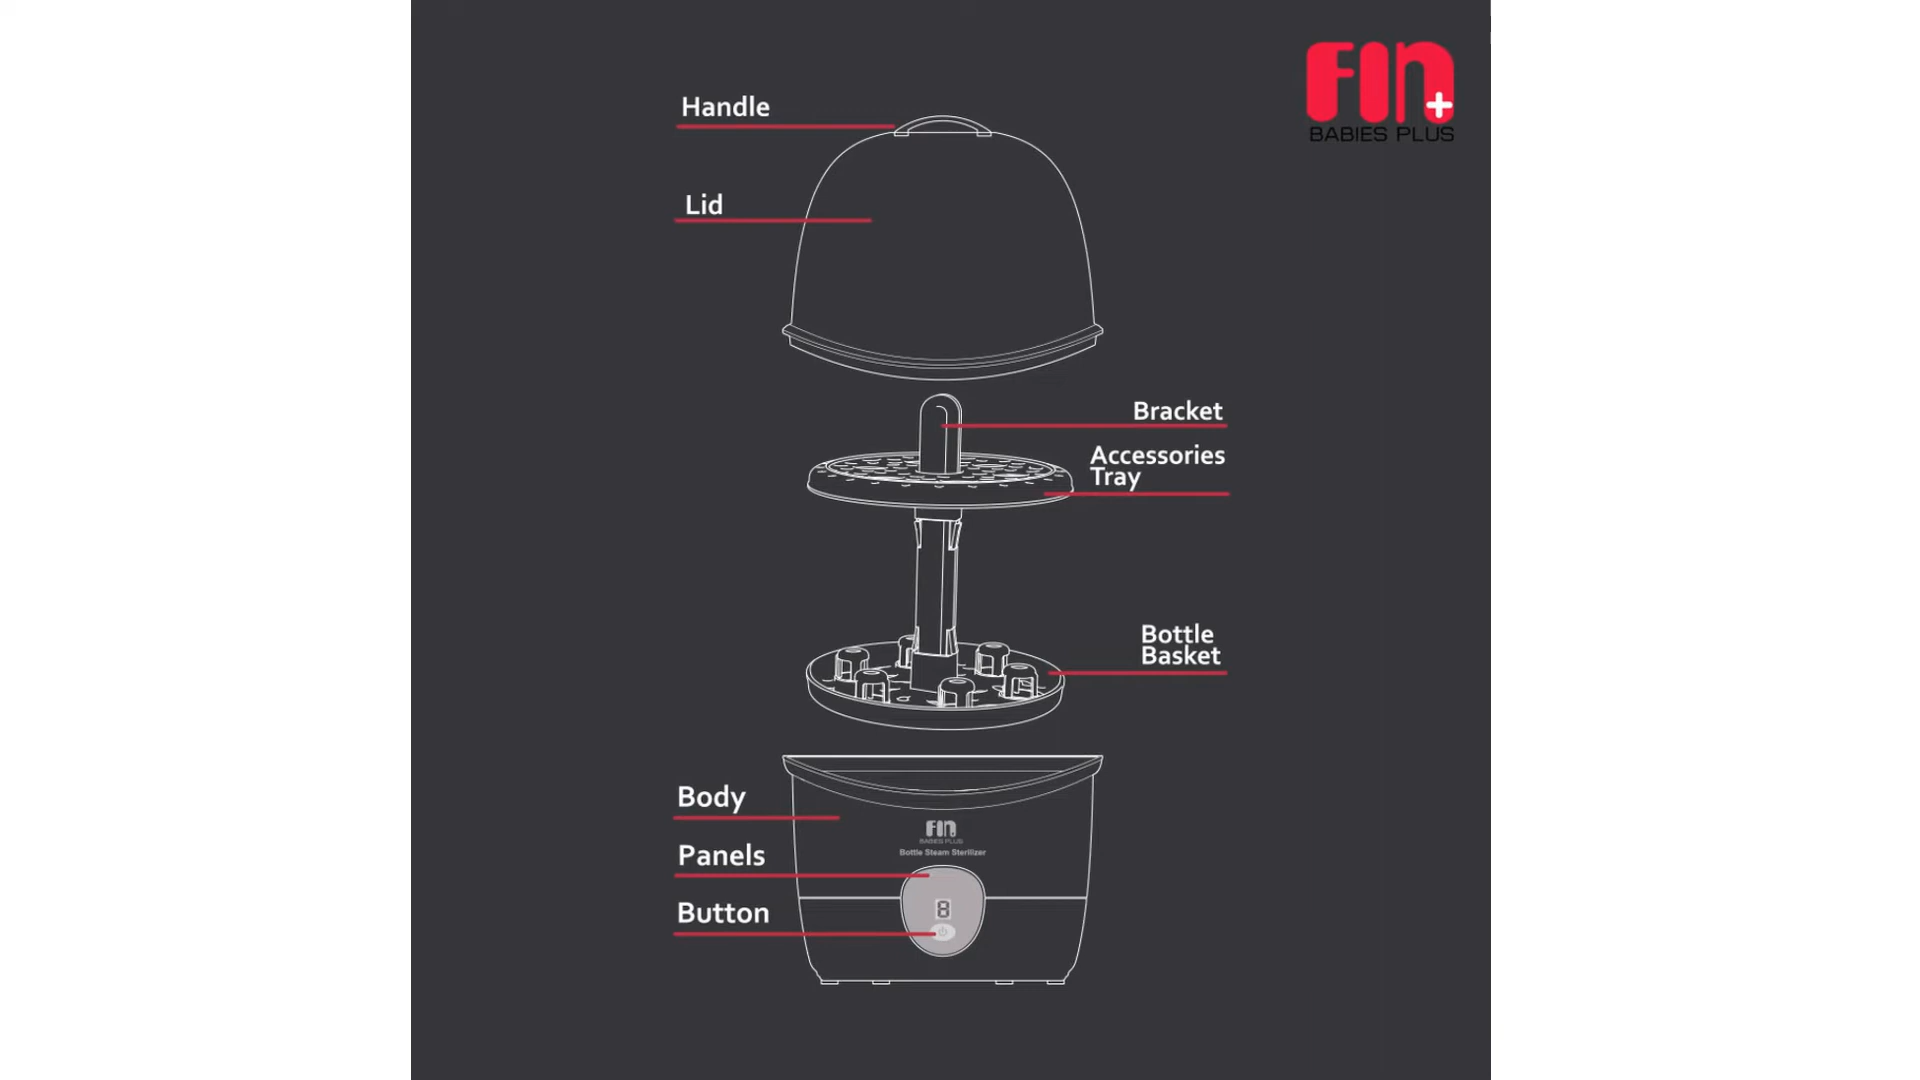 FIN+
BABIES PLUS
Handle
Lid
Bracket
Accessories
Tray
Bottle
Basket
Body
FIN
BABIES PLUS
Bottle Steam Sterilizer
Panels
8
Button